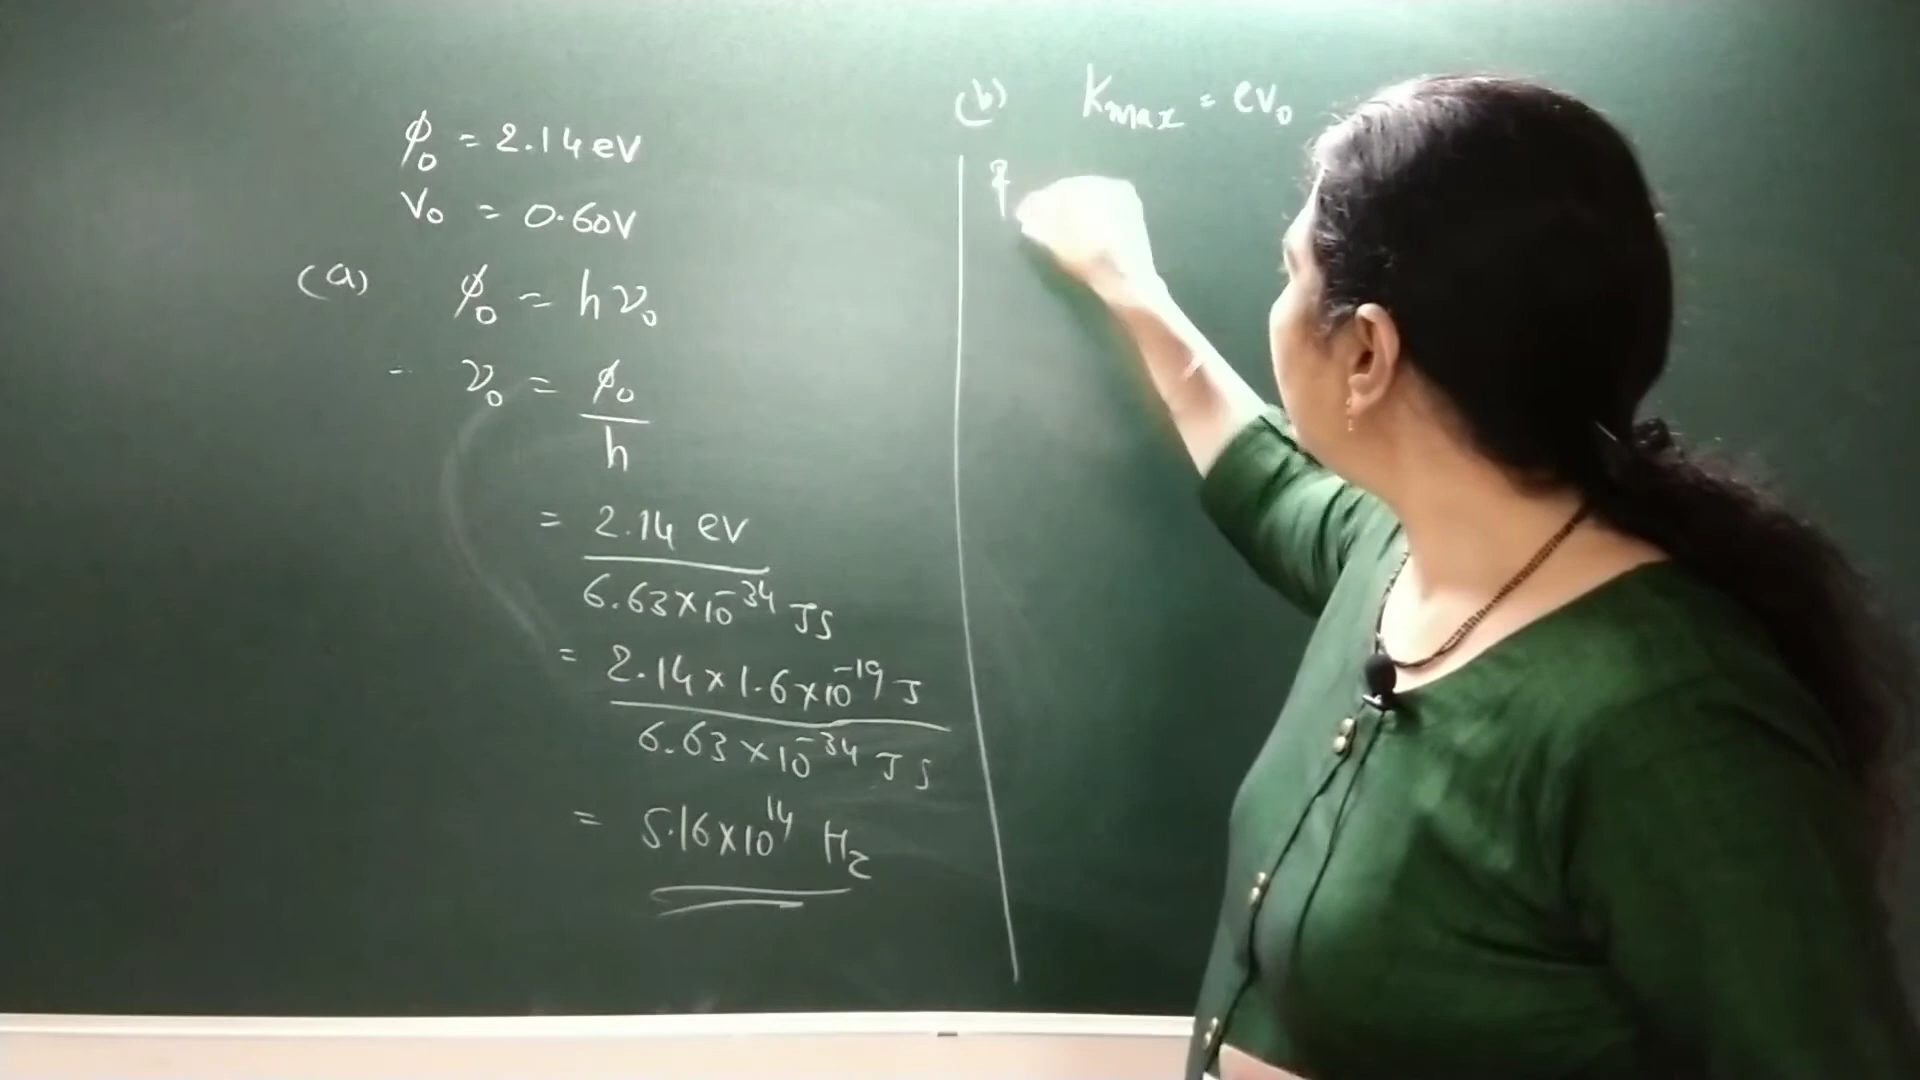 ϕ₀ = 2.14 eV
V₀ = 0.60V
(a) ϕ₀ = hν₀
ν₀ = ϕ₀
h
= 2.14 eV
6.63×10⁻³⁴ JS
= 2.14×1.6×10⁻¹⁹ J
6.63×10⁻³⁴ JS
= 5.16×10¹⁴ Hz
(b) Kmax = eV₀